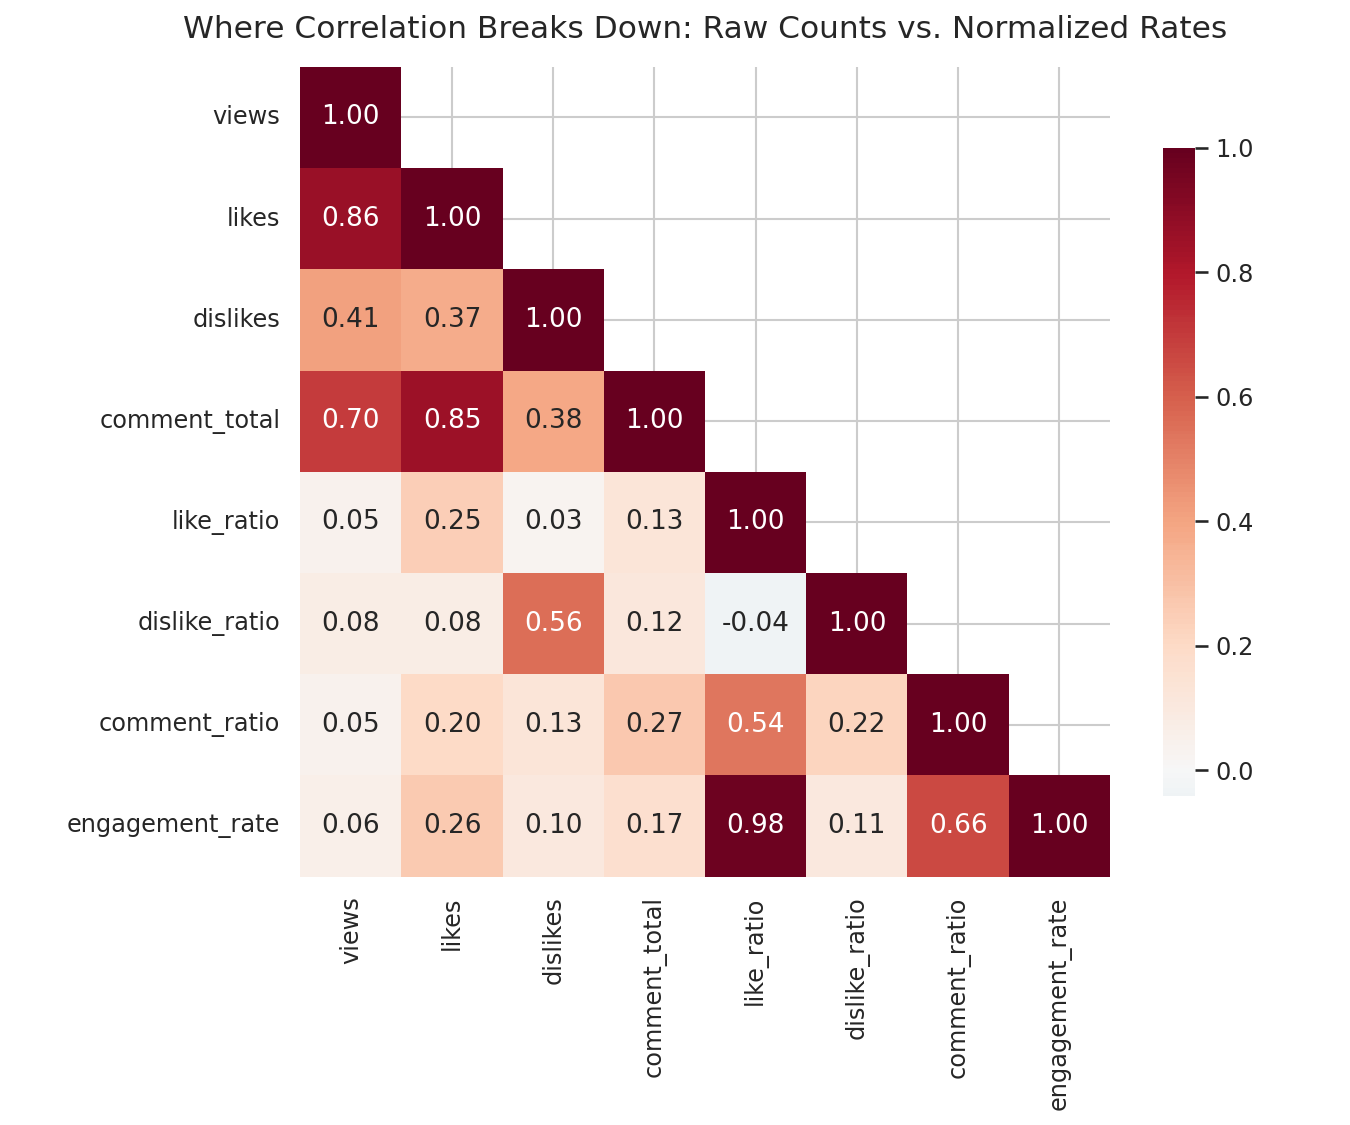 Where Correlation Breaks Down: Raw Counts vs. Normalized Rates
views 1.00
likes 0.86 1.00
dislikes 0.41 0.37 1.00
comment_total 0.70 0.85 0.38 1.00
like_ratio 0.05 0.25 0.03 0.13 1.00
dislike_ratio 0.08 0.08 0.56 0.12 -0.04 1.00
comment_ratio 0.05 0.20 0.13 0.27 0.54 0.22 1.00
engagement_rate 0.06 0.26 0.10 0.17 0.98 0.11 0.66 1.00
views
likes
dislikes
comment_total
like_ratio
dislike_ratio
comment_ratio
engagement_rate
1.0
0.8
0.6
0.4
0.2
0.0